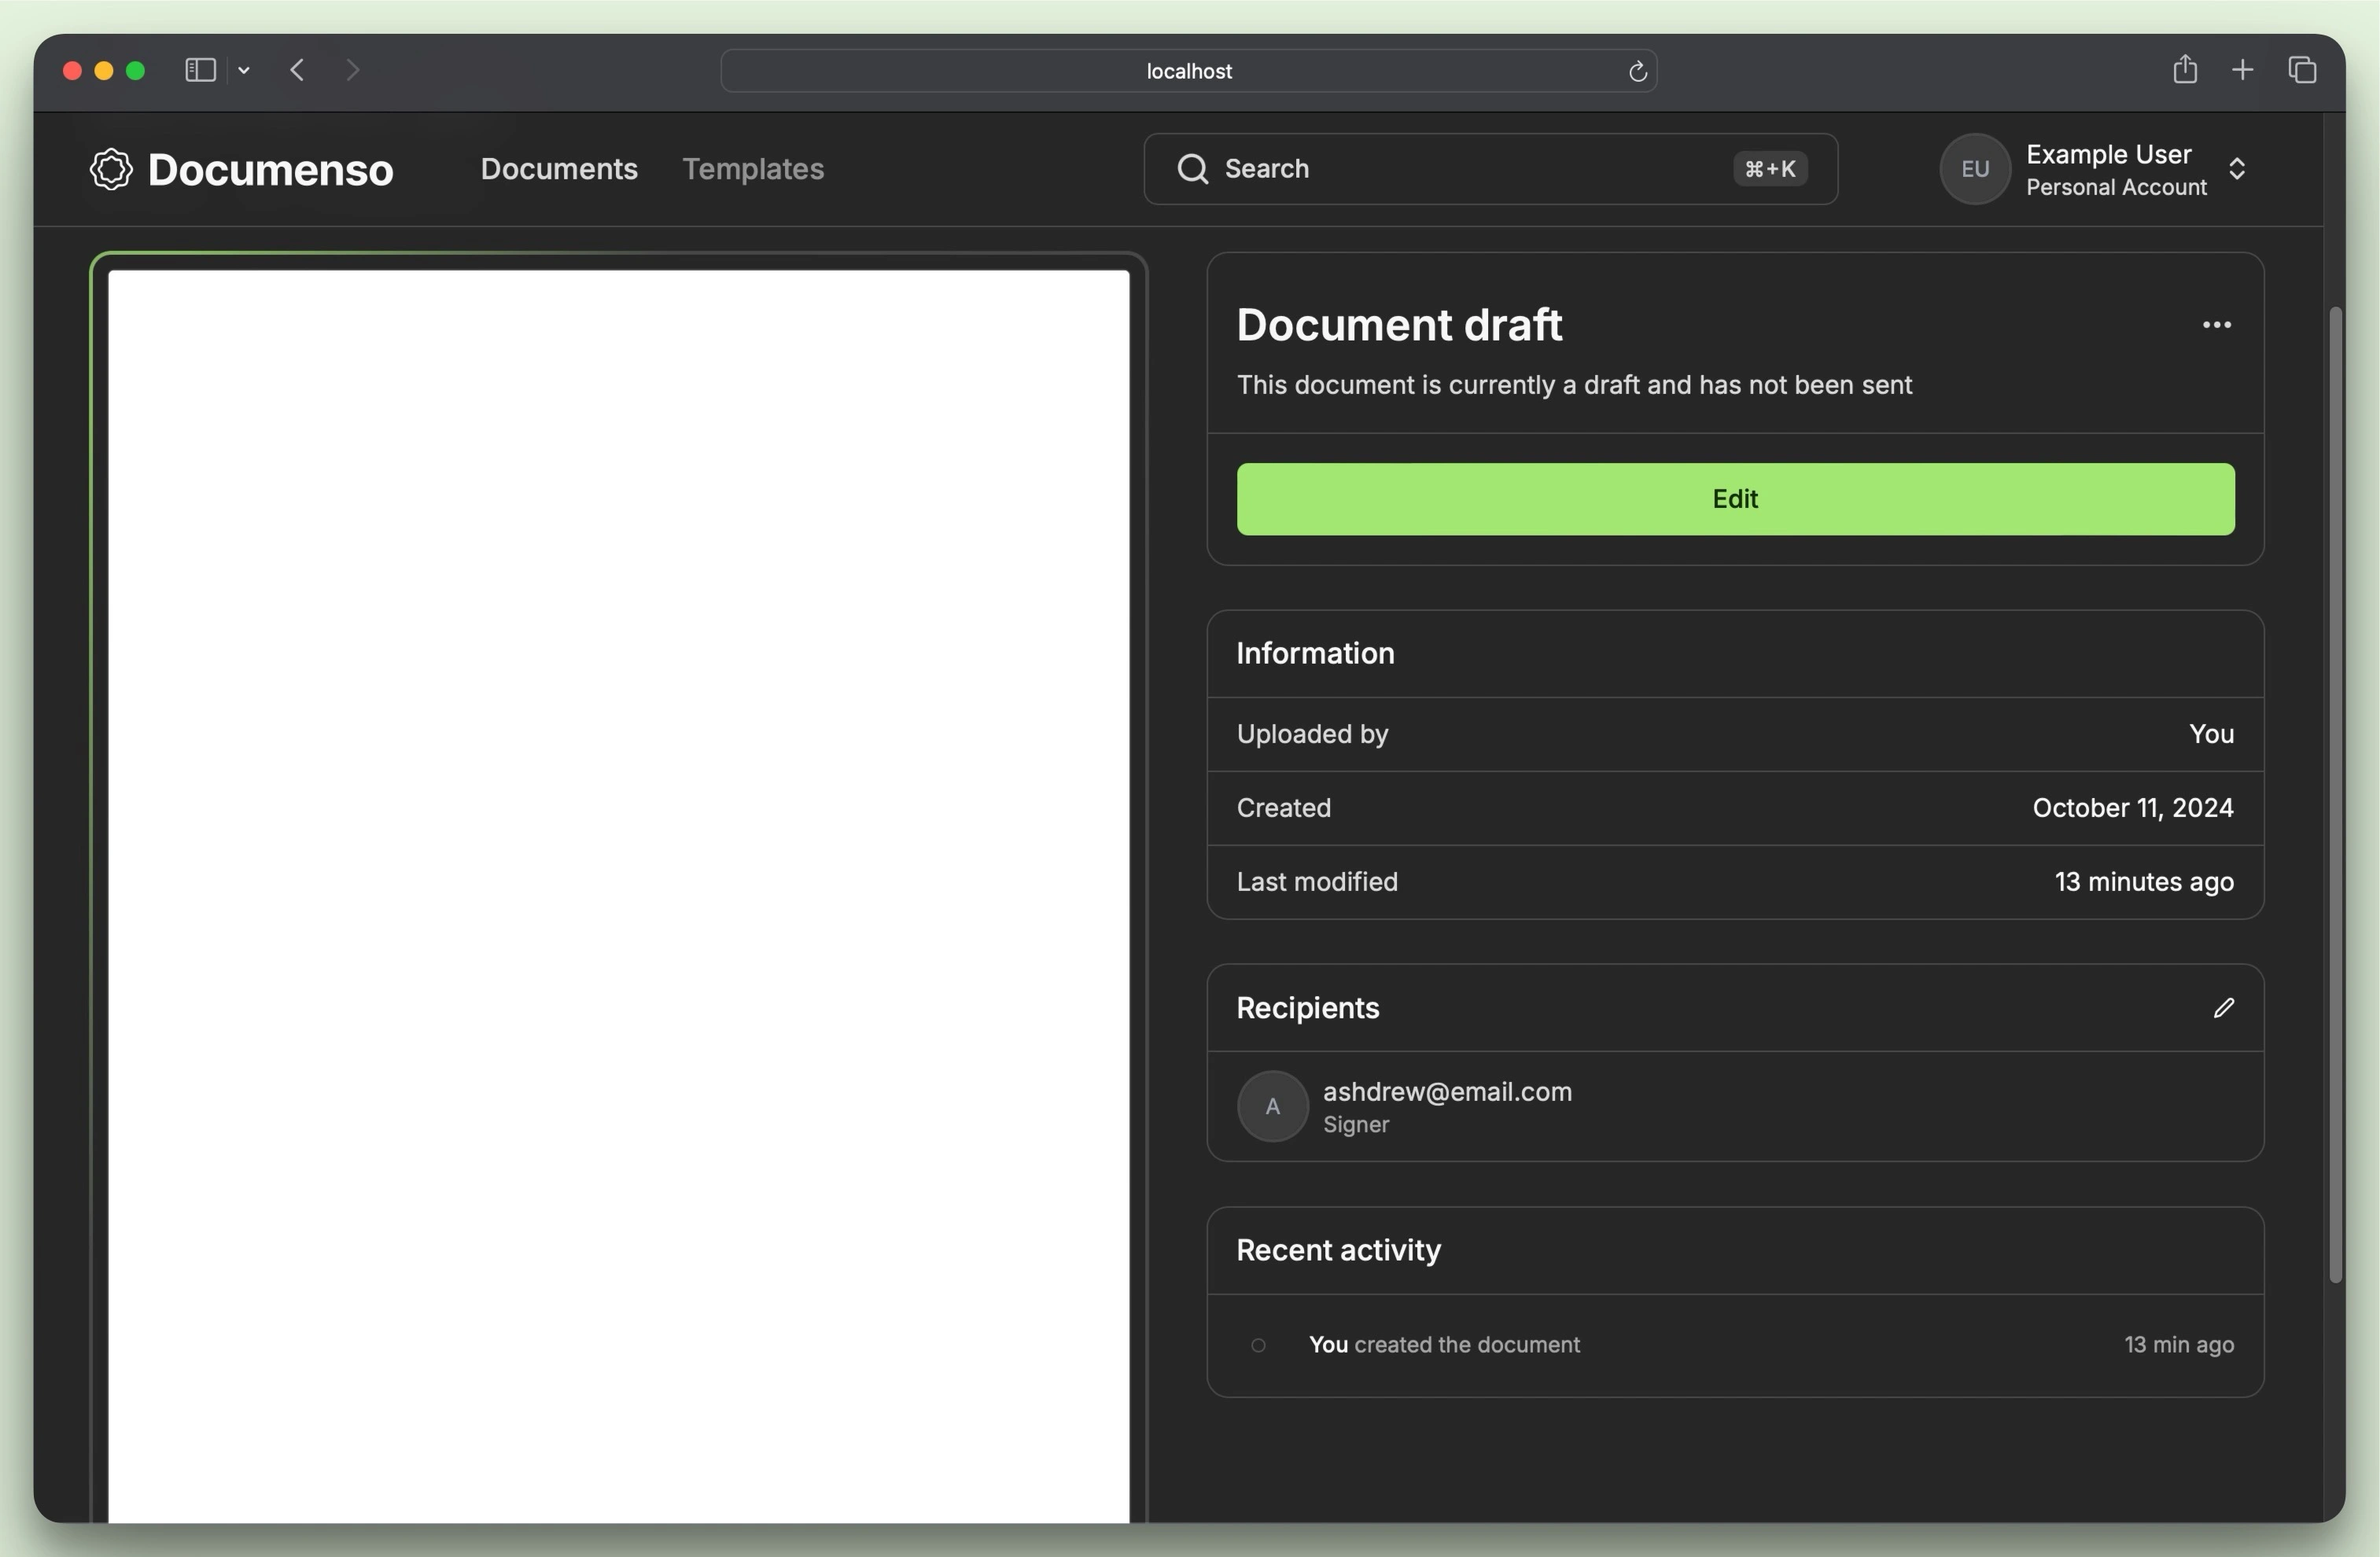 localhost
Documenso
Documents
Templates
Search
⌘+K
EU
Example User
Personal Account
Document draft
This document is currently a draft and has not been sent
Edit
Information
Uploaded by
You
Created
October 11, 2024
Last modified
13 minutes ago
Recipients
A
ashdrew@email.com
Signer
Recent activity
You created the document
13 min ago